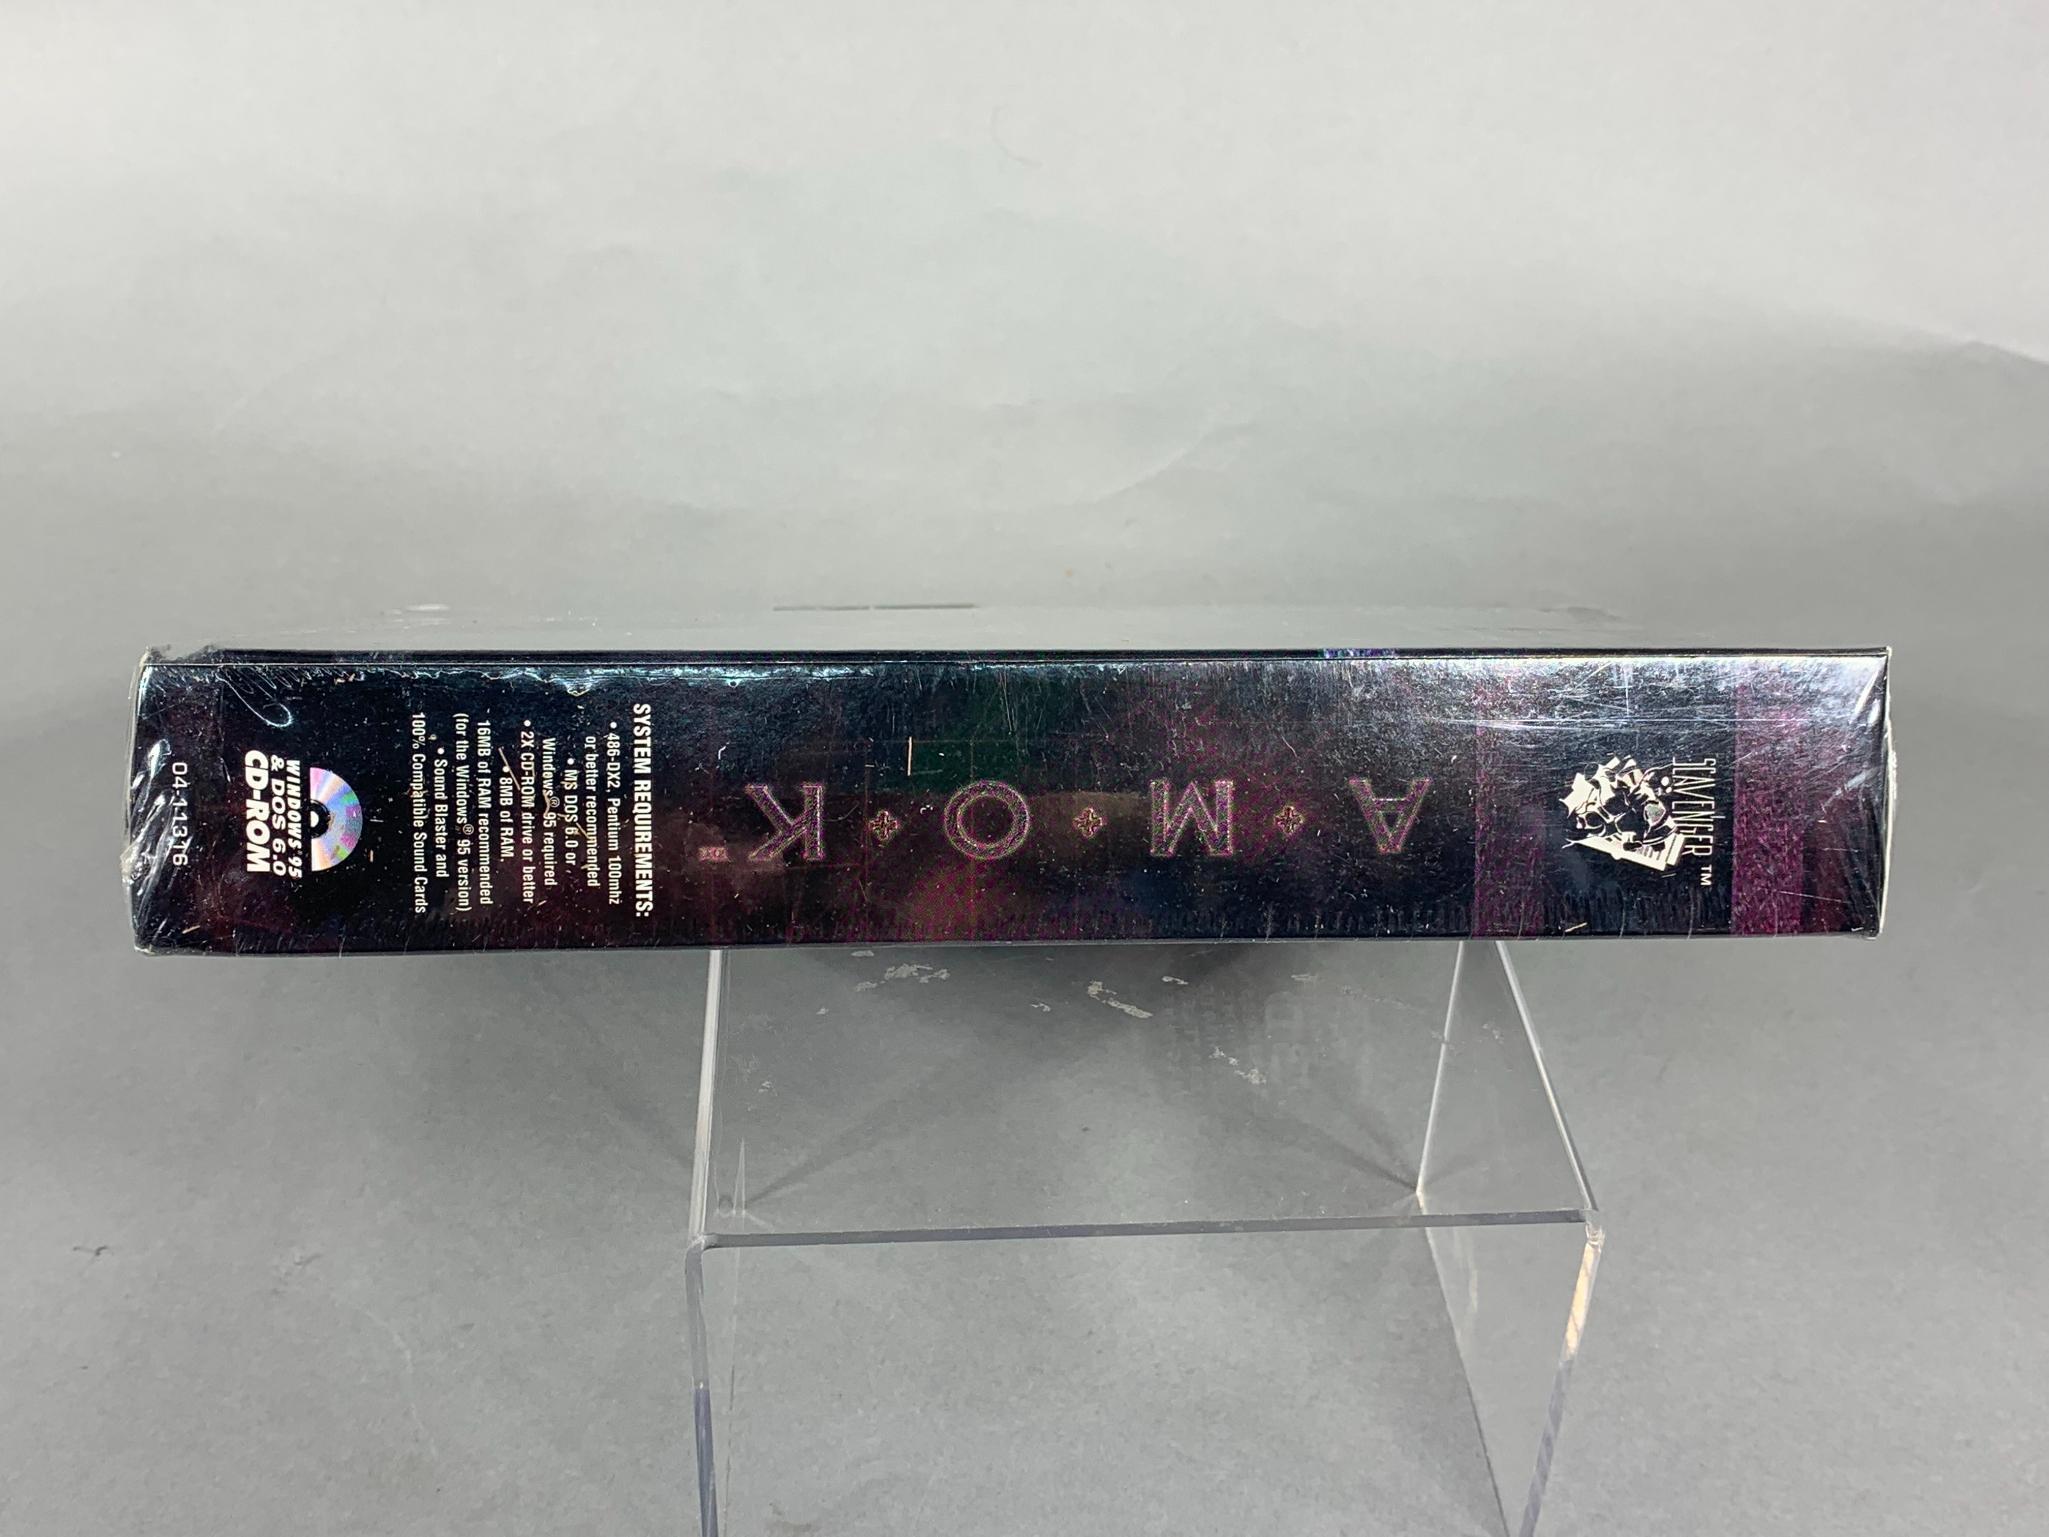 SCAVENGER™
A M O K
SYSTEM REQUIREMENTS:
• 486-DX2, Pentium 100mhz
or better recommended
• MS DOS 6.0 or,
Windows® 95 required
• 2X CD-ROM drive or better
• 8MB of RAM.
16MB of RAM recommended
(for the Windows® 95 version)
• Sound Blaster and
100% Compatible Sound Cards
WINDOWS '95
& DOS 6.0
CD-ROM
04-11316